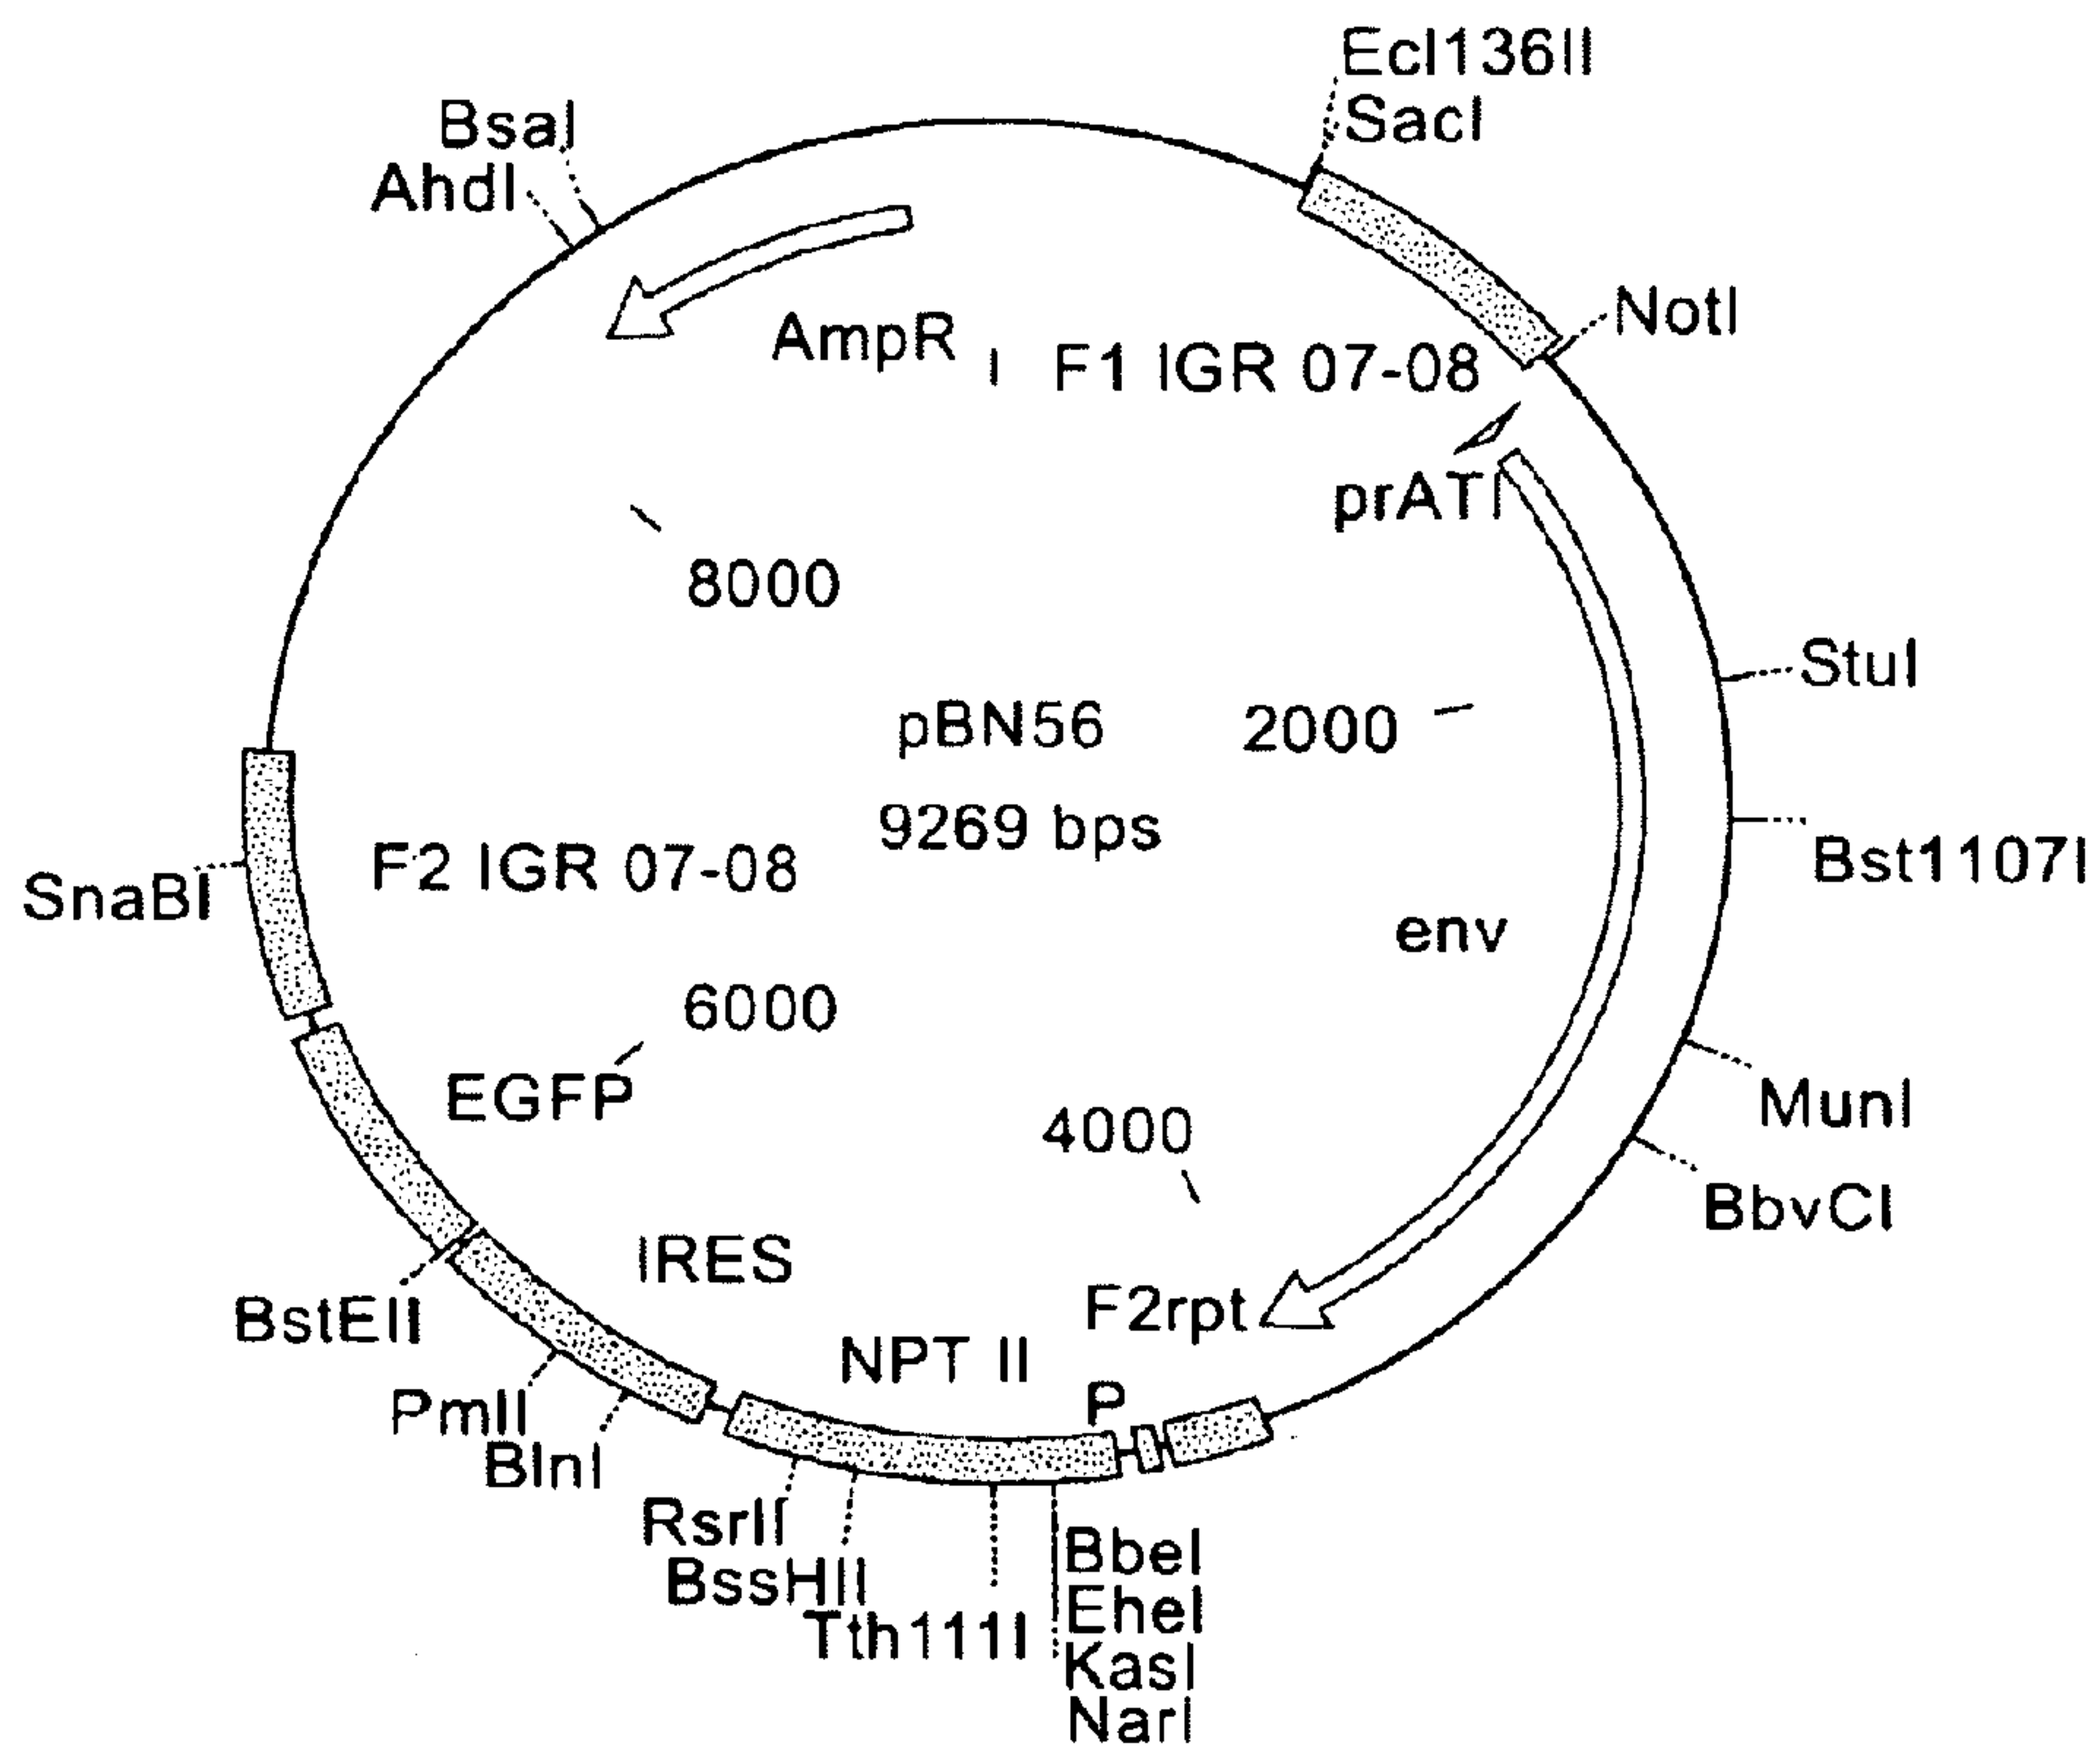 Ecl136II
SacI
BsaI
AhdI
NotI
AmpR
F1 IGR 07-08
prATI
8000
StuI
pBN56
2000
9269 bps
Bst1107I
F2 IGR 07-08
SnaBI
env
6000
EGFP
MunI
4000
BbvCI
IRES
F2rpt
BstEII
NPT II
P
PmlI
BlnI
RsrII
BssHII
Tth111I
BbeI
EheI
KasI
NarI